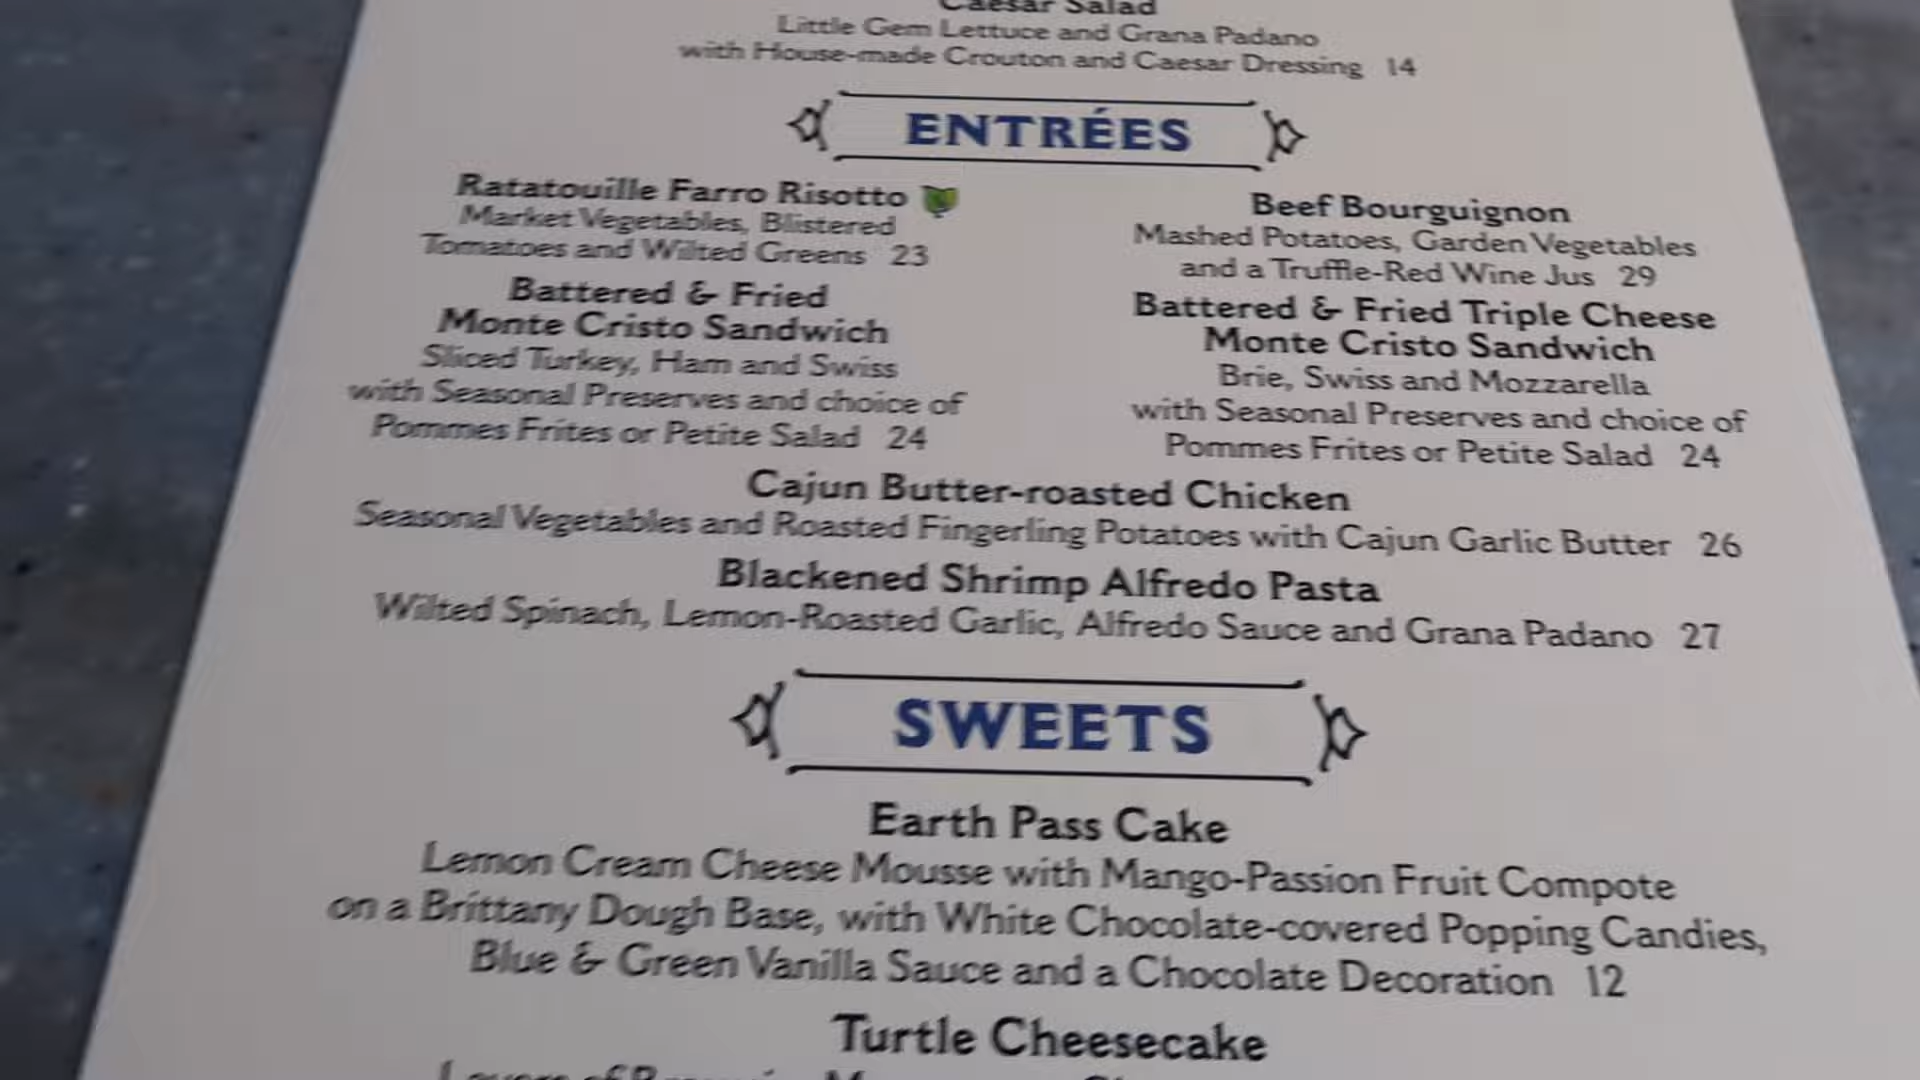 Caesar Salad
Little Gem Lettuce and Grana Padano
with House-made Crouton and Caesar Dressing 14
ENTRÉES
Ratatouille Farro Risotto
Market Vegetables, Blistered
Tomatoes and Wilted Greens 23
Battered & Fried
Monte Cristo Sandwich
Sliced Turkey, Ham and Swiss
with Seasonal Preserves and choice of
Pommes Frites or Petite Salad 24
Beef Bourguignon
Mashed Potatoes, Garden Vegetables
and a Truffle-Red Wine Jus 29
Battered & Fried Triple Cheese
Monte Cristo Sandwich
Brie, Swiss and Mozzarella
with Seasonal Preserves and choice of
Pommes Frites or Petite Salad 24
Cajun Butter-roasted Chicken
Seasonal Vegetables and Roasted Fingerling Potatoes with Cajun Garlic Butter 26
Blackened Shrimp Alfredo Pasta
Wilted Spinach, Lemon-Roasted Garlic, Alfredo Sauce and Grana Padano 27
SWEETS
Earth Pass Cake
Lemon Cream Cheese Mousse with Mango-Passion Fruit Compote
on a Brittany Dough Base, with White Chocolate-covered Popping Candies,
Blue & Green Vanilla Sauce and a Chocolate Decoration 12
Turtle Cheesecake
Layers of